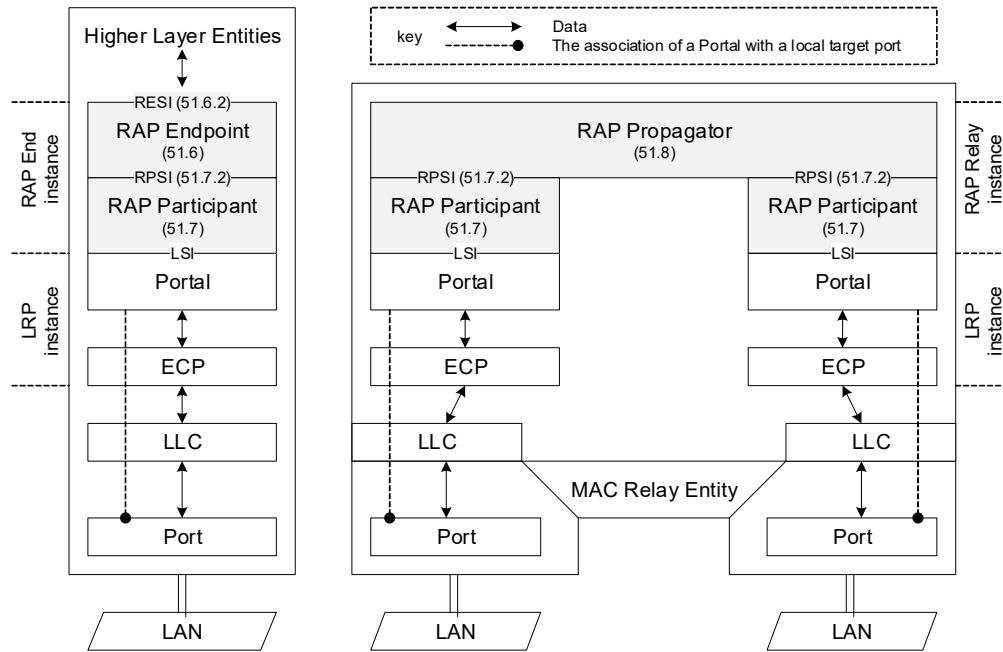 Higher Layer Entities
RESI (51.6.2)
RAP Endpoint
(51.6)
RPSI (51.7.2)
RAP Participant
(51.7)
LSI
Portal
ECP
LLC
Port
LAN
RAP End
instance
LRP
instance
key
Data
The association of a Portal with a local target port
RAP Propagator
(51.8)
RPSI (51.7.2)
RAP Participant
(51.7)
LSI
Portal
ECP
LLC
Port
LAN
MAC Relay Entity
RPSI (51.7.2)
RAP Participant
(51.7)
LSI
Portal
ECP
LLC
Port
LAN
RAP Relay
instance
LRP
instance